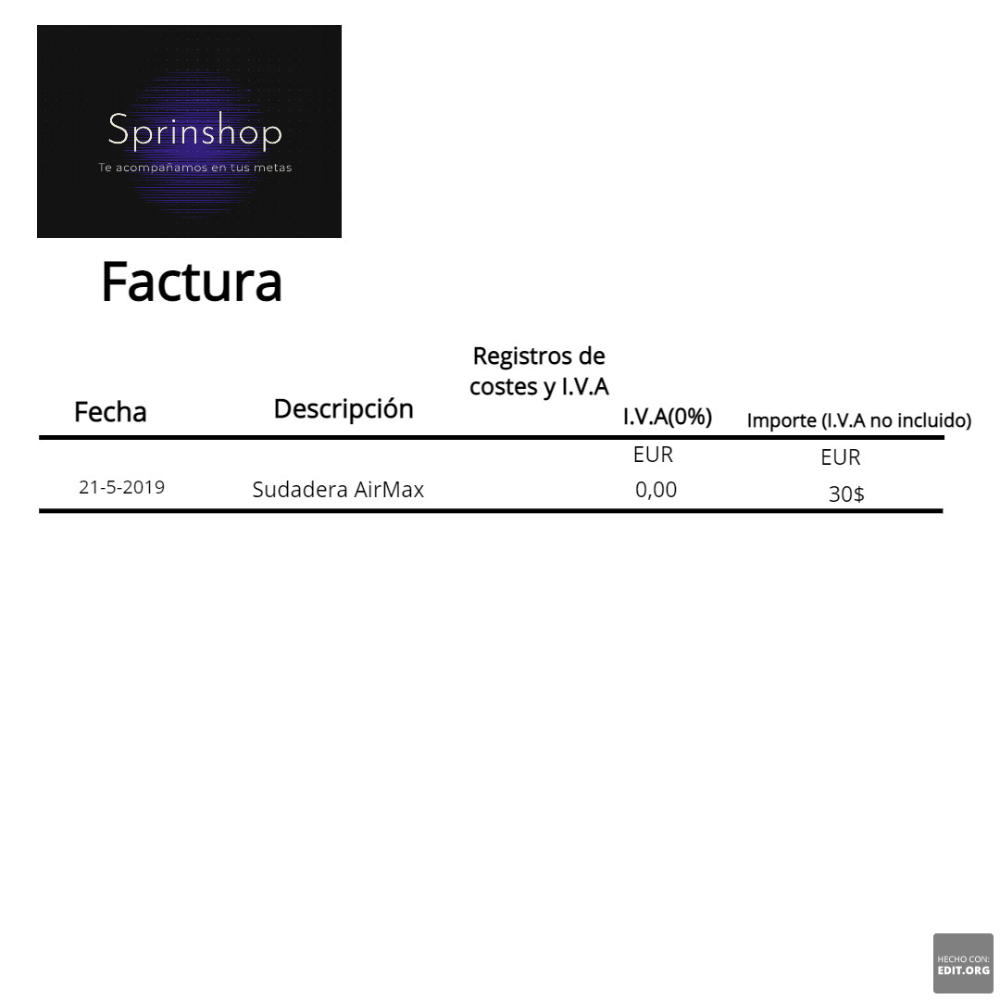 Sprinshop
Te acompañamos en tus metas
Factura
Registros de
costes y I.V.A
Fecha
Descripción
I.V.A(0%)
Importe (I.V.A no incluido)
EUR
EUR
21-5-2019
Sudadera AirMax
0,00
30$
HECHO CON:
EDIT.ORG